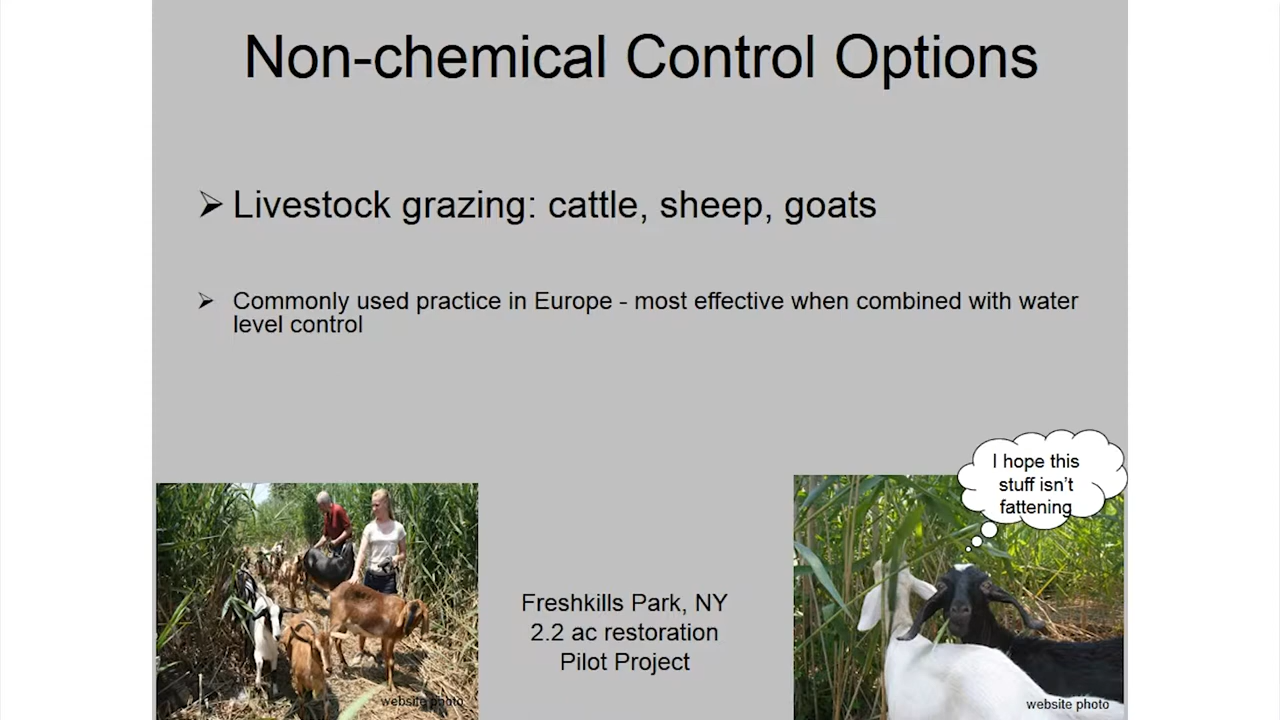 Non-chemical Control Options
➢ Livestock grazing: cattle, sheep, goats
➢ Commonly used practice in Europe - most effective when combined with water
level control
I hope this
stuff isn't
fattening
Freshkills Park, NY
2.2 ac restoration
Pilot Project
website photo
website photo